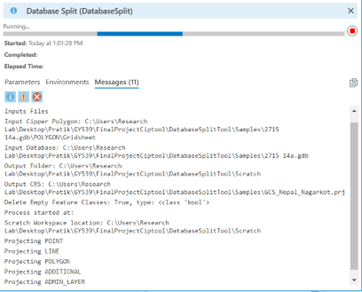 Database Split (DatabaseSplit)
Running...
Started: Today at 1:01:28 PM
Completed:
Elapsed Time:
Parameters Environments Messages (11)
Inputs Files
Input Cipper Polygon: C:\Users\Research
Lab\Desktop\Pratik\GY539\FinalProjectCiptool\DatabaseSplitTool\Samples\2715
14a.gdb\POLYGON\Gridsheet
Input Database: C:\Users\Research
Lab\Desktop\Pratik\GY539\FinalProjectCiptool\DatabaseSplitTool\Samples\2715 14a.gdb
Output Folder: C:\Users\Research
Lab\Desktop\Pratik\GY539\FinalProjectCiptool\DatabaseSplitTool\Scratch
Output CRS: C:\Users\Research
Lab\Desktop\Pratik\GY539\FinalProjectCiptool\DatabaseSplitTool\Samples\GCS_Nepal_Nagarkot.prj
Delete Empty Feature Classes: True, type: <class 'bool'>
Process started at:
Scratch Workspace location: C:\Users\Research
Lab\Desktop\Pratik\GY539\FinalProjectCiptool\DatabaseSplitTool\Scratch
Projecting POINT
Projecting LINE
Projecting POLYGON
Projecting ADDITIONAL
Projecting ADMIN_LAYER